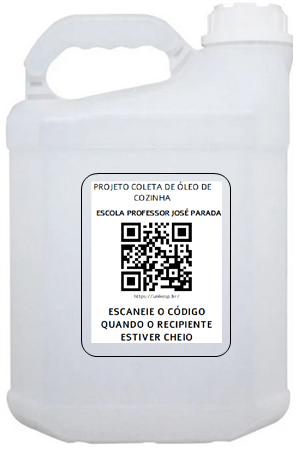 PROJETO COLETA DE ÓLEO DE
COZINHA
ESCOLA PROFESSOR JOSÉ PARADA
ESCANEIE O CÓDIGO
QUANDO O RECIPIENTE
ESTIVER CHEIO